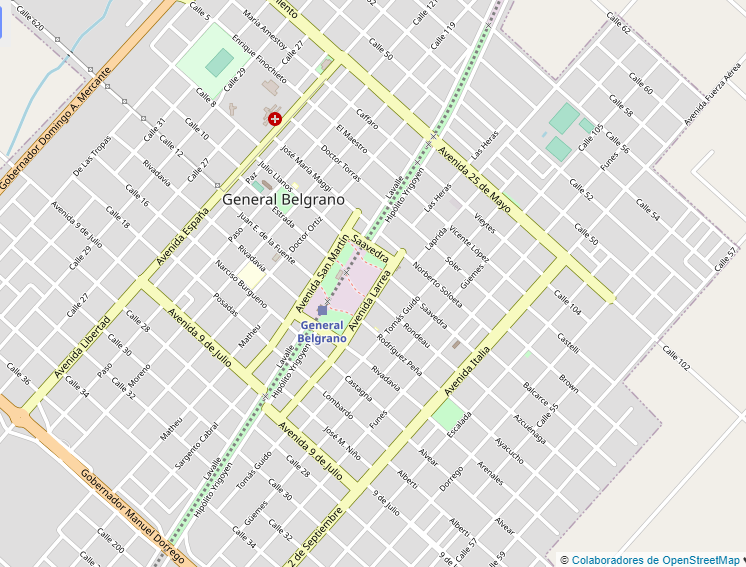 Calle 620
Calle 5
María Amestoy
Calle 27
Enrique Finochieto
Calle 29
Calle 8
Calle 50
Calle 119
Calle 62
Calle 60
Calle 58
Avenida Fuerza Aérea
Gobernador Domingo A. Mercante
Calle 31
Calle 10
Calle 12
Calle 27
De Las Tropas
Rivadavia
Caffaro
El Maestro
Doctor Torras
José María Maggi
Julio Llanos
Paz
Estrada
Lavalle
Hipólito Yrigoyen
Las Heras
Avenida 25 de Mayo
Calle 105
Calle 56
Funes
Calle 52
Calle 54
Calle 50
Calle 57
General Belgrano
Calle 16
Calle 18
Avenida 9 de Julio
Calle 29
Calle 27
Avenida España
Juan E. de la Fuente
Doctor Ortiz
Paso
Rivadavia
Narciso Burgueno
Posadas
Matheu
Avenida San Martín
Saavedra
Avenida Larrea
Las Heras
Vieytes
Vicente López
Laprida
Soler
Güemes
Norberto Soloeta
Tomás Guido
Saavedra
Rondeau
Rodríguez Peña
Calle 104
Castelli
Calle 102
General
Belgrano
Avenida Libertad
Calle 28
Calle 30
Calle 32
Calle 34
Calle 36
Paso
Moreno
Matheu
Sargento Cabral
Avenida 9 de Julio
Lavalle
Hipólito Yrigoyen
Castagna
Lombardo
José M. Niño
Rivadavia
Funes
Avenida Italia
Escalada
Brown
Balcarce
Calle 55
Azcuénaga
Ayacucho
Arenales
Dorrego
Alvear
Alberti
9 de Julio
Avenida 9 de Julio
Calle 28
Calle 30
Calle 32
Calle 34
Tomás Guido
Guemes
Lavalle
Hipólito Yrigoyen
Gobernador Manuel Dorrego
Calle 200
2 de Septiembre
Alberti
Alvear
Calle 57
Calle 59
© Colaboradores de OpenStreetMap